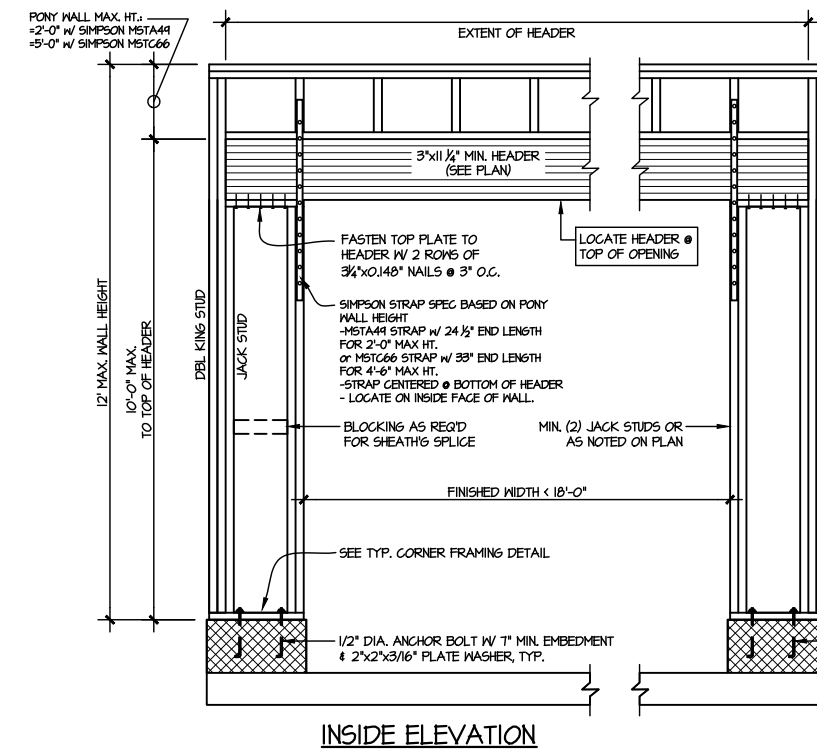 PONY WALL MAX. HT.:
=2'-0" W/ SIMPSON MSTA49
=5'-0" W/ SIMPSON MSTC66
EXTENT OF HEADER
3"x11 1/4" MIN. HEADER
(SEE PLAN)
FASTEN TOP PLATE TO
HEADER W/ 2 ROWS OF
3 1/4"x0.148" NAILS @ 3" O.C.
LOCATE HEADER @
TOP OF OPENING
SIMPSON STRAP SPEC BASED ON PONY
WALL HEIGHT
-MSTA49 STRAP W/ 24 1/2" END LENGTH
FOR 2'-0" MAX HT.
or MSTC66 STRAP W/ 33" END LENGTH
FOR 4'-6" MAX HT.
-STRAP CENTERED @ BOTTOM OF HEADER
- LOCATE ON INSIDE FACE OF WALL.
12' MAX. WALL HEIGHT
10'-0" MAX.
TO TOP OF HEADER
DBL KING STUD
JACK STUD
BLOCKING AS REQ'D
FOR SHEATH'G SPLICE
MIN. (2) JACK STUDS OR
AS NOTED ON PLAN
FINISHED WIDTH < 18'-0"
SEE TYP. CORNER FRAMING DETAIL
1/2" DIA. ANCHOR BOLT W/ 7" MIN. EMBEDMENT
& 2"x2"x3/16" PLATE WASHER, TYP.
INSIDE ELEVATION